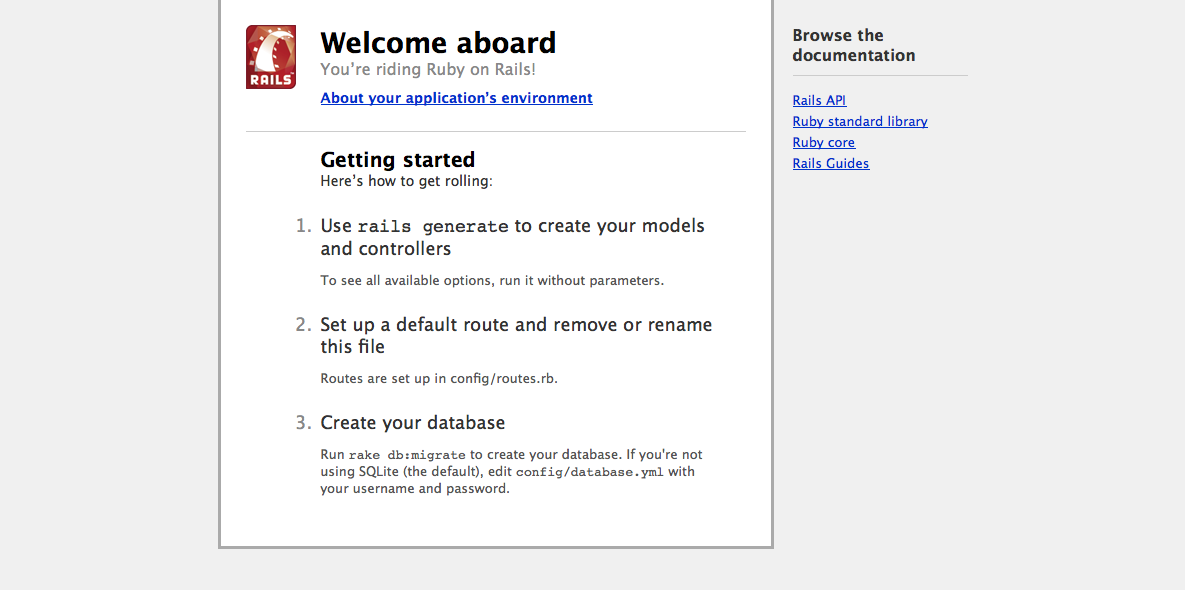 RAILS
Welcome aboard
You’re riding Ruby on Rails!
About your application’s environment
Getting started
Here’s how to get rolling:
1. Use rails generate to create your models
and controllers
To see all available options, run it without parameters.
2. Set up a default route and remove or rename
this file
Routes are set up in config/routes.rb.
3. Create your database
Run rake db:migrate to create your database. If you're not
using SQLite (the default), edit config/database.yml with
your username and password.
Browse the
documentation
Rails API
Ruby standard library
Ruby core
Rails Guides